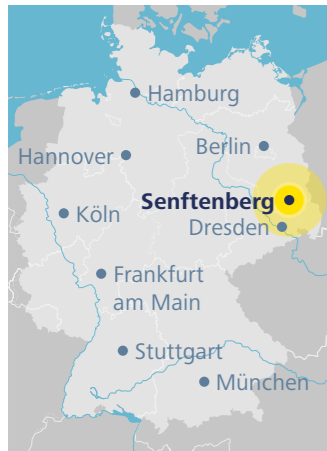 Hamburg
Berlin
Hannover
Senftenberg
Köln
Dresden
Frankfurt
am Main
Stuttgart
München